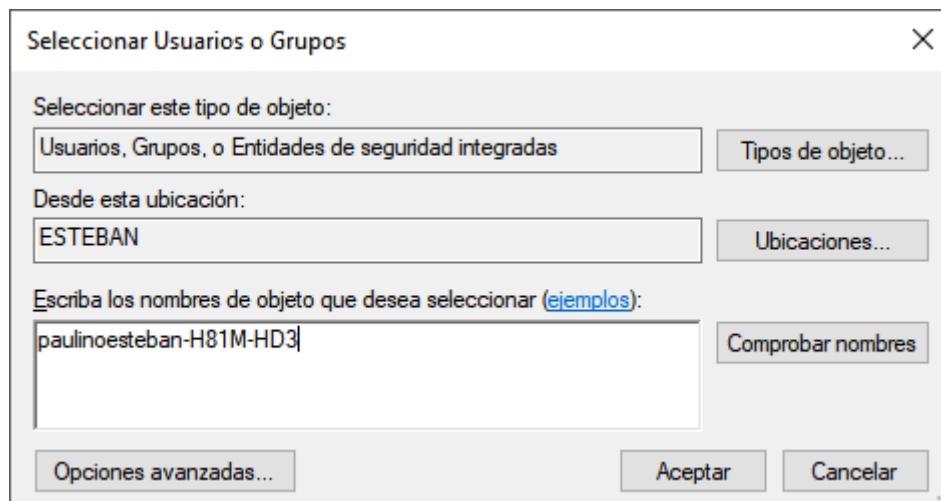 Seleccionar Usuarios o Grupos
Seleccionar este tipo de objeto:
Usuarios, Grupos, o Entidades de seguridad integradas
Tipos de objeto...
Desde esta ubicación:
ESTEBAN
Ubicaciones...
Escriba los nombres de objeto que desea seleccionar (ejemplos):
paulinoesteban-H81M-HD3
Comprobar nombres
Opciones avanzadas...
Aceptar
Cancelar